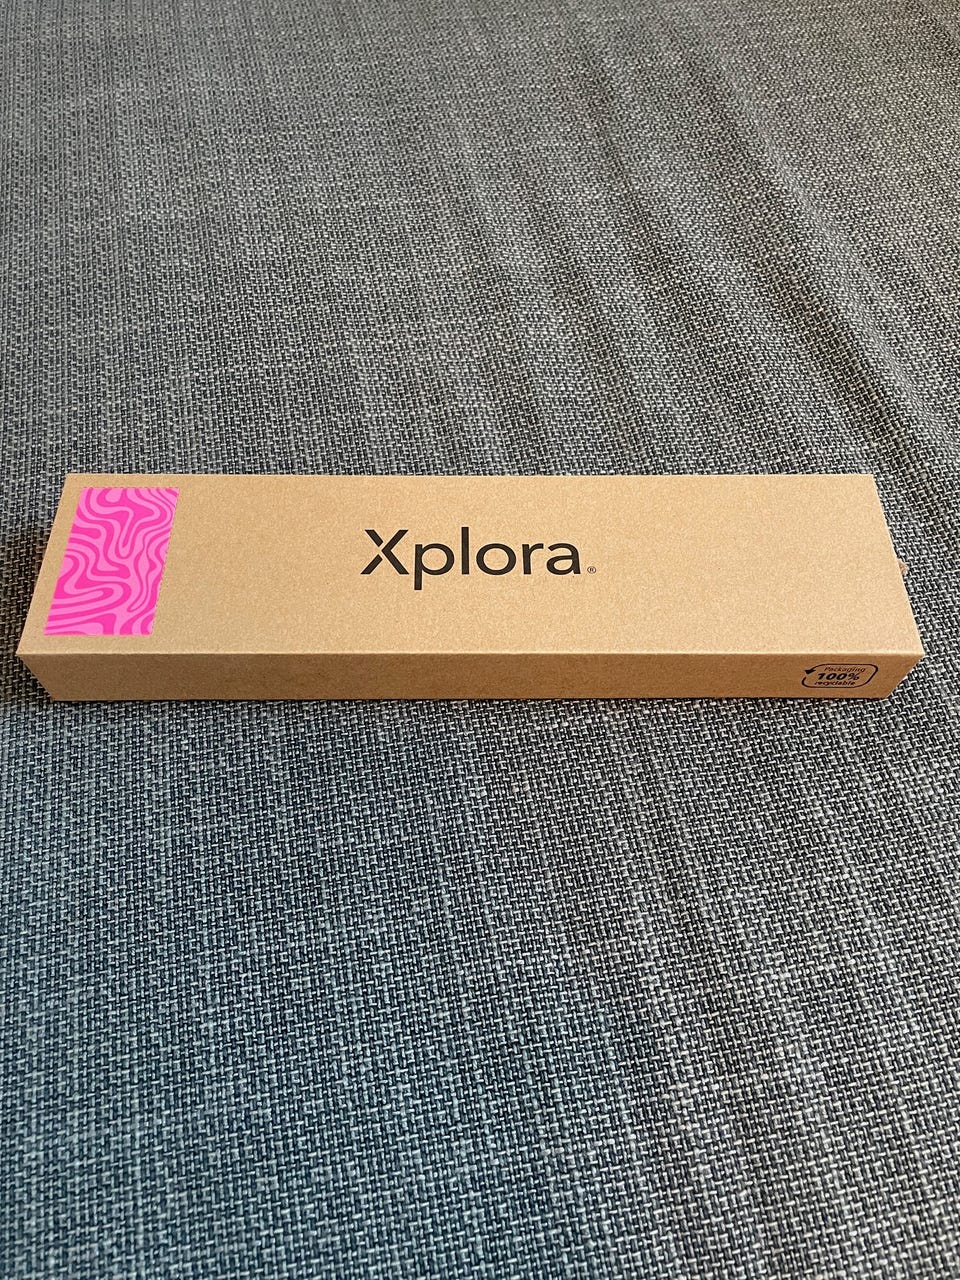 Xplora®
Packaging
100%
recyclable